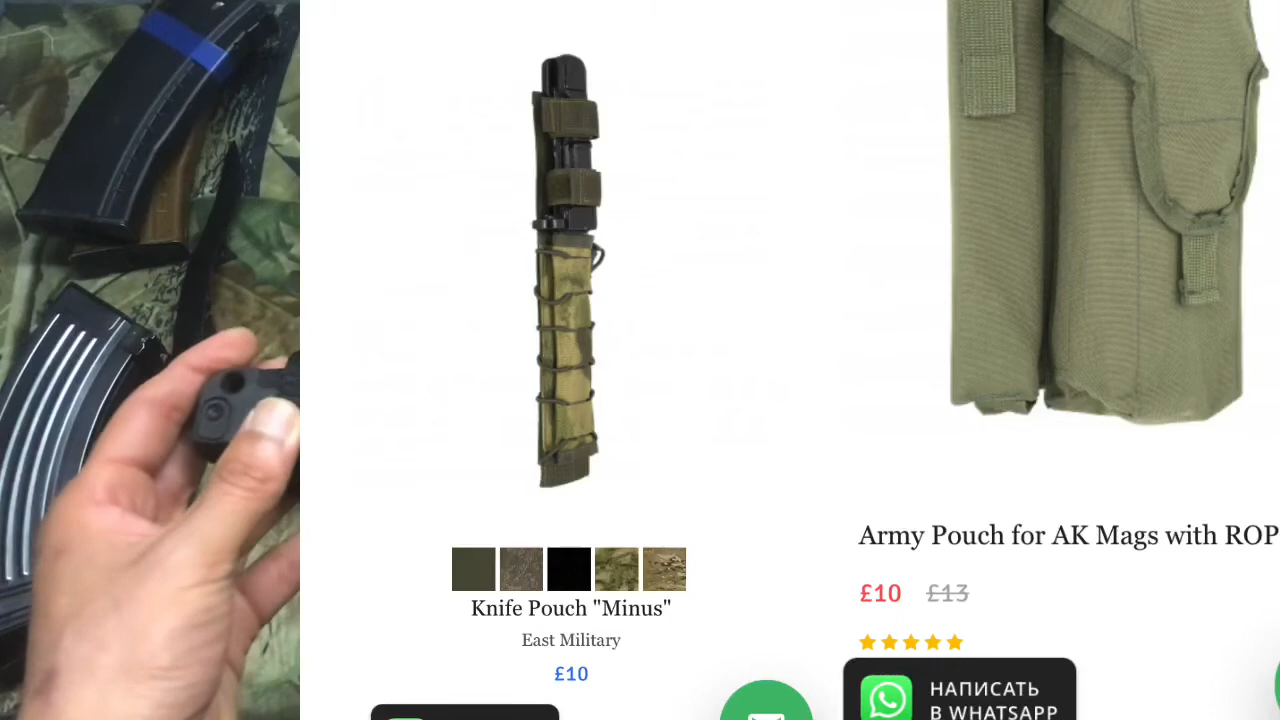 Knife Pouch "Minus"
East Military
£10
Army Pouch for AK Mags with ROP
£10 £13
НАПИСАТЬ
В WHATSAPP